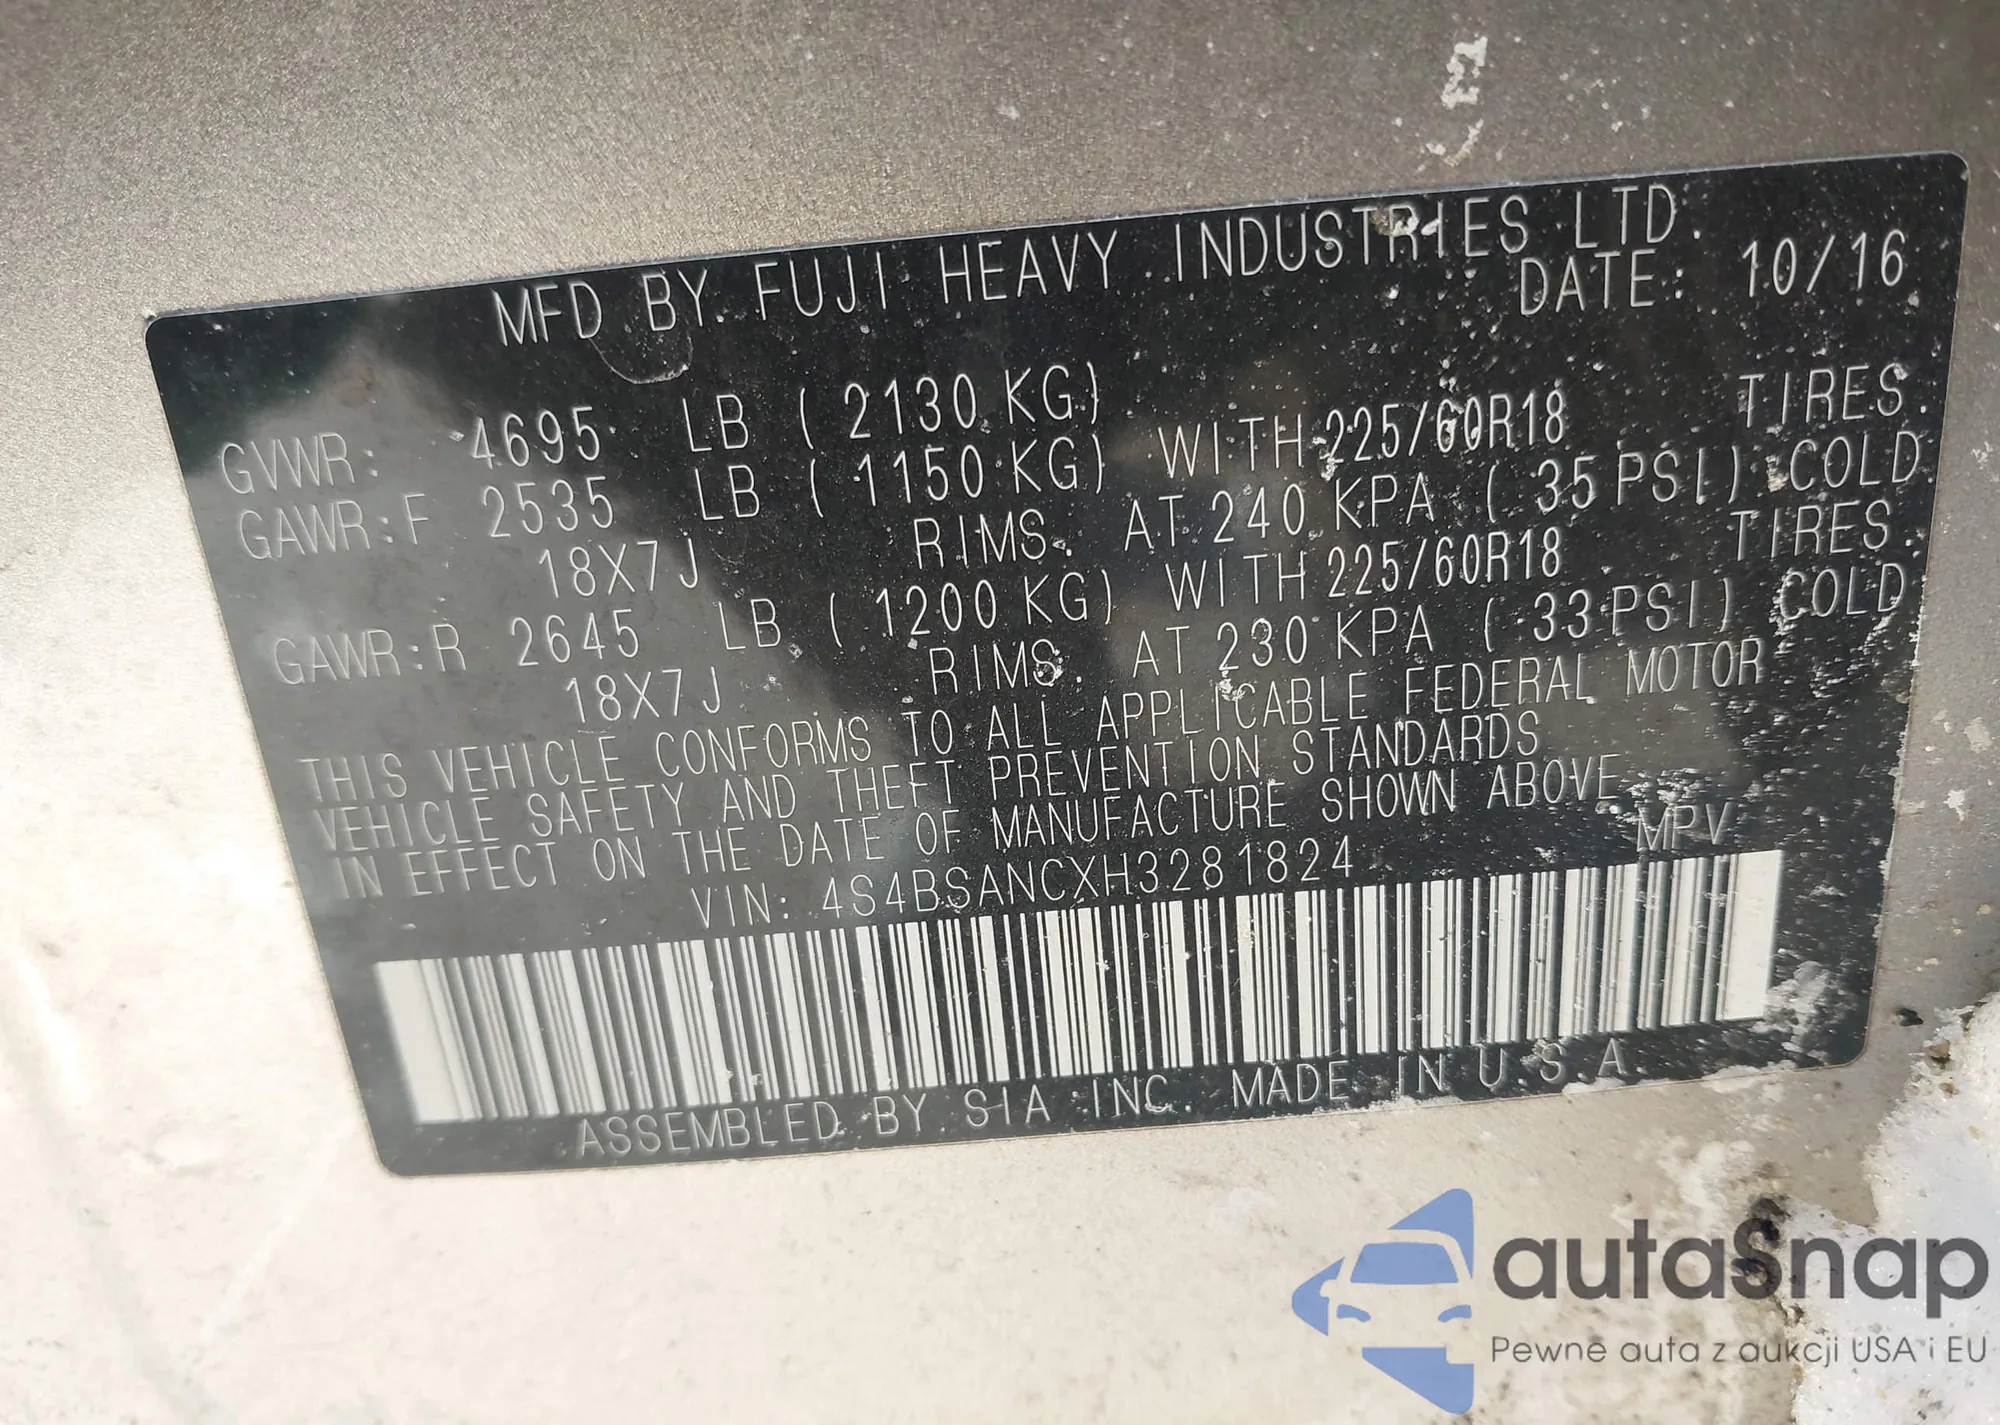 MFD BY FUJI HEAVY INDUSTRIES LTD.
DATE: 10/16
GVWR: 4695 LB ( 2130 KG)
GAWR:F 2535 LB ( 1150 KG) WITH 225/60R18 TIRES.
18X7J RIMS. AT 240 KPA ( 35 PSI) COLD
GAWR:R 2645 LB ( 1200 KG) WITH 225/60R18 TIRES.
18X7J RIMS. AT 230 KPA ( 33 PSI) COLD
THIS VEHICLE CONFORMS TO ALL APPLICABLE FEDERAL MOTOR
VEHICLE SAFETY AND THEFT PREVENTION STANDARDS
IN EFFECT ON THE DATE OF MANUFACTURE SHOWN ABOVE.
VIN: 4S4BSANCXH3281824 MPV
ASSEMBLED BY SIA INC. MADE IN U.S.A.
autaSnap
Pewne auta z aukcji USA i EU